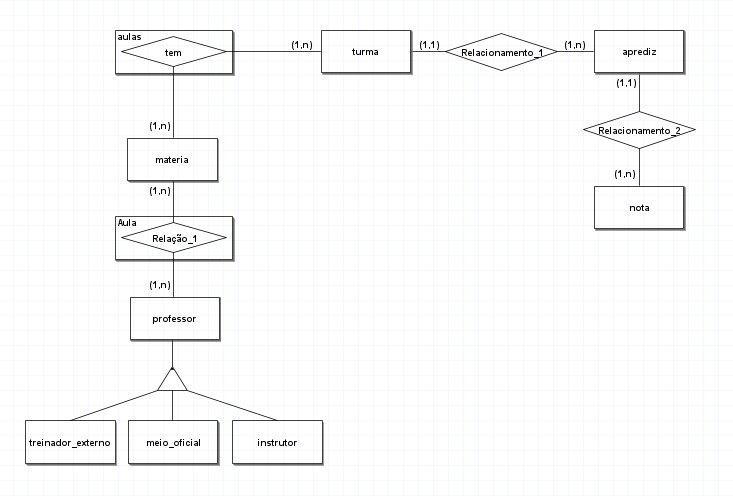 aulas
tem
(1,n)
turma
(1,1)
Relacionamento_1
(1,n)
aprediz
(1,1)
Relacionamento_2
(1,n)
nota
(1,n)
materia
(1,n)
Aula
Relação_1
(1,n)
professor
treinador_externo
meio_oficial
instrutor